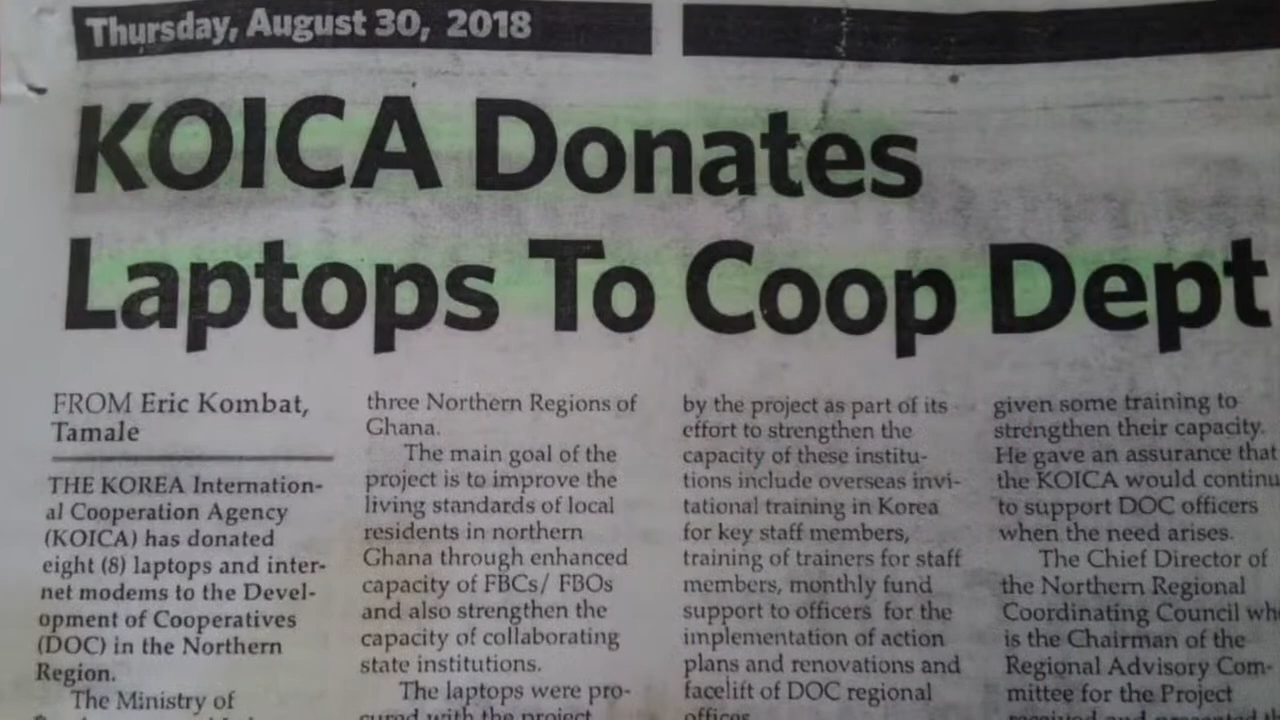 Thursday, August 30, 2018
KOICA Donates
Laptops To Coop Dept
FROM Eric Kombat,
Tamale
THE KOREA Internation-
al Cooperation Agency
(KOICA) has donated
eight (8) laptops and inter-
net modems to the Devel-
opment of Cooperatives
(DOC) in the Northern
Region.
The Ministry of
three Northern Regions of
Ghana.
The main goal of the
project is to improve the
living standards of local
residents in northern
Ghana through enhanced
capacity of FBCs/ FBOs
and also strengthen the
capacity of collaborating
state institutions.
The laptops were pro-
cured with the project
by the project as part of its
effort to strengthen the
capacity of these institu-
tions include overseas invi-
tational training in Korea
for key staff members,
training of trainers for staff
members, monthly fund
support to officers for the
implementation of action
plans and renovations and
facelift of DOC regional
offices
given some training to
strengthen their capacity.
He gave an assurance that
the KOICA would continu
to support DOC officers
when the need arises.
The Chief Director of
the Northern Regional
Coordinating Council wh
is the Chairman of the
Regional Advisory Com-
mittee for the Project
received and